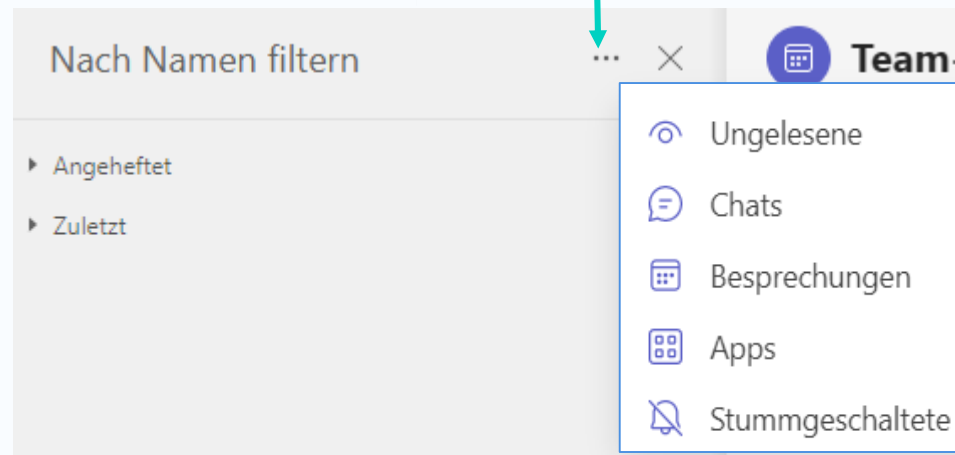 Nach Namen filtern ...
Team-
Angeheftet
Zuletzt
Ungelesene
Chats
Besprechungen
Apps
Stummgeschaltete